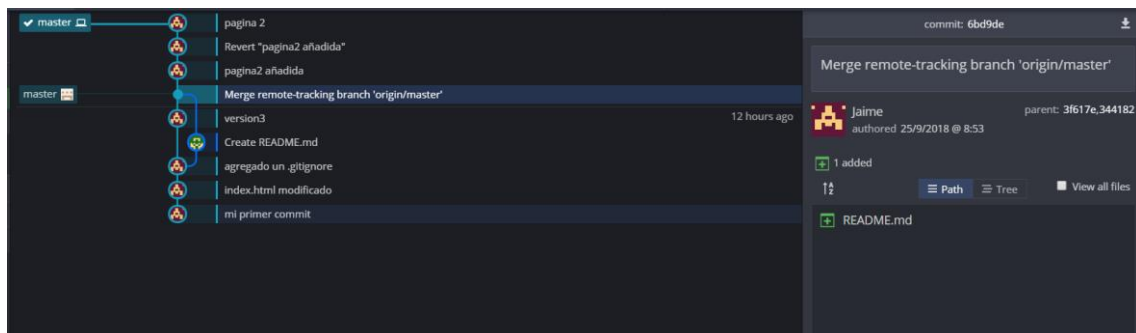 master
pagina 2
Revert "pagina2 añadida"
pagina2 añadida
master
Merge remote-tracking branch 'origin/master'
version3
12 hours ago
Create README.md
agregado un .gitignore
index.html modificado
mi primer commit
commit: 6bd9de
Merge remote-tracking branch 'origin/master'
Jaime
parent: 3f617e,344182
authored 25/9/2018 @ 8:53
1 added
Path
Tree
View all files
README.md